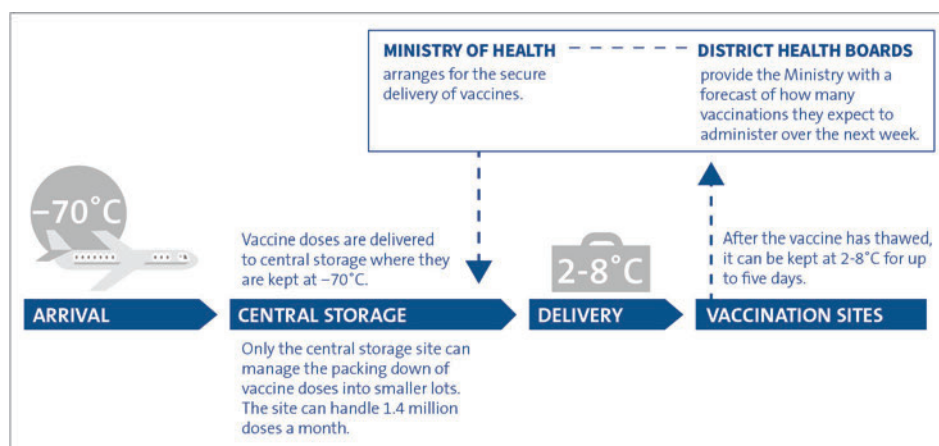 MINISTRY OF HEALTH
arranges for the secure
delivery of vaccines.
DISTRICT HEALTH BOARDS
provide the Ministry with a
forecast of how many
vaccinations they expect to
administer over the next week.
−70˚C
Vaccine doses are delivered
to central storage where they
are kept at −70˚C.
2-8˚C
After the vaccine has thawed,
it can be kept at 2-8˚C for up
to five days.
ARRIVAL
CENTRAL STORAGE
DELIVERY
VACCINATION SITES
Only the central storage site can
manage the packing down of
vaccine doses into smaller lots.
The site can handle 1.4 million
doses a month.